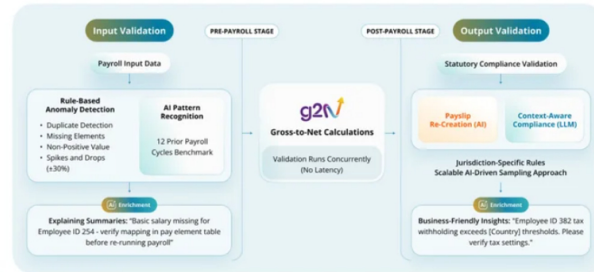 Input Validation
PRE-PAYROLL STAGE
POST-PAYROLL STAGE
Output Validation
Payroll Input Data
Rule-Based
Anomaly Detection
• Duplicate Detection
• Missing Elements
• Non-Positive Value
• Spikes and Drops
(±30%)
AI Pattern
Recognition
12 Prior Payroll
Cycles Benchmark
AI Enrichment
Explaining Summaries: "Basic salary missing for
Employee ID 254 - verify mapping in pay element table
before re-running payroll"
g2N
Gross-to-Net Calculations
Validation Runs Concurrently
(No Latency)
Statutory Compliance Validation
Payslip
Re-Creation (AI)
Context-Aware
Compliance (LLM)
Jurisdiction-Specific Rules
Scalable AI-Driven Sampling Approach
AI Enrichment
Business-Friendly Insights: "Employee ID 382 tax
withholding exceeds [Country] thresholds. Please
verify tax settings."